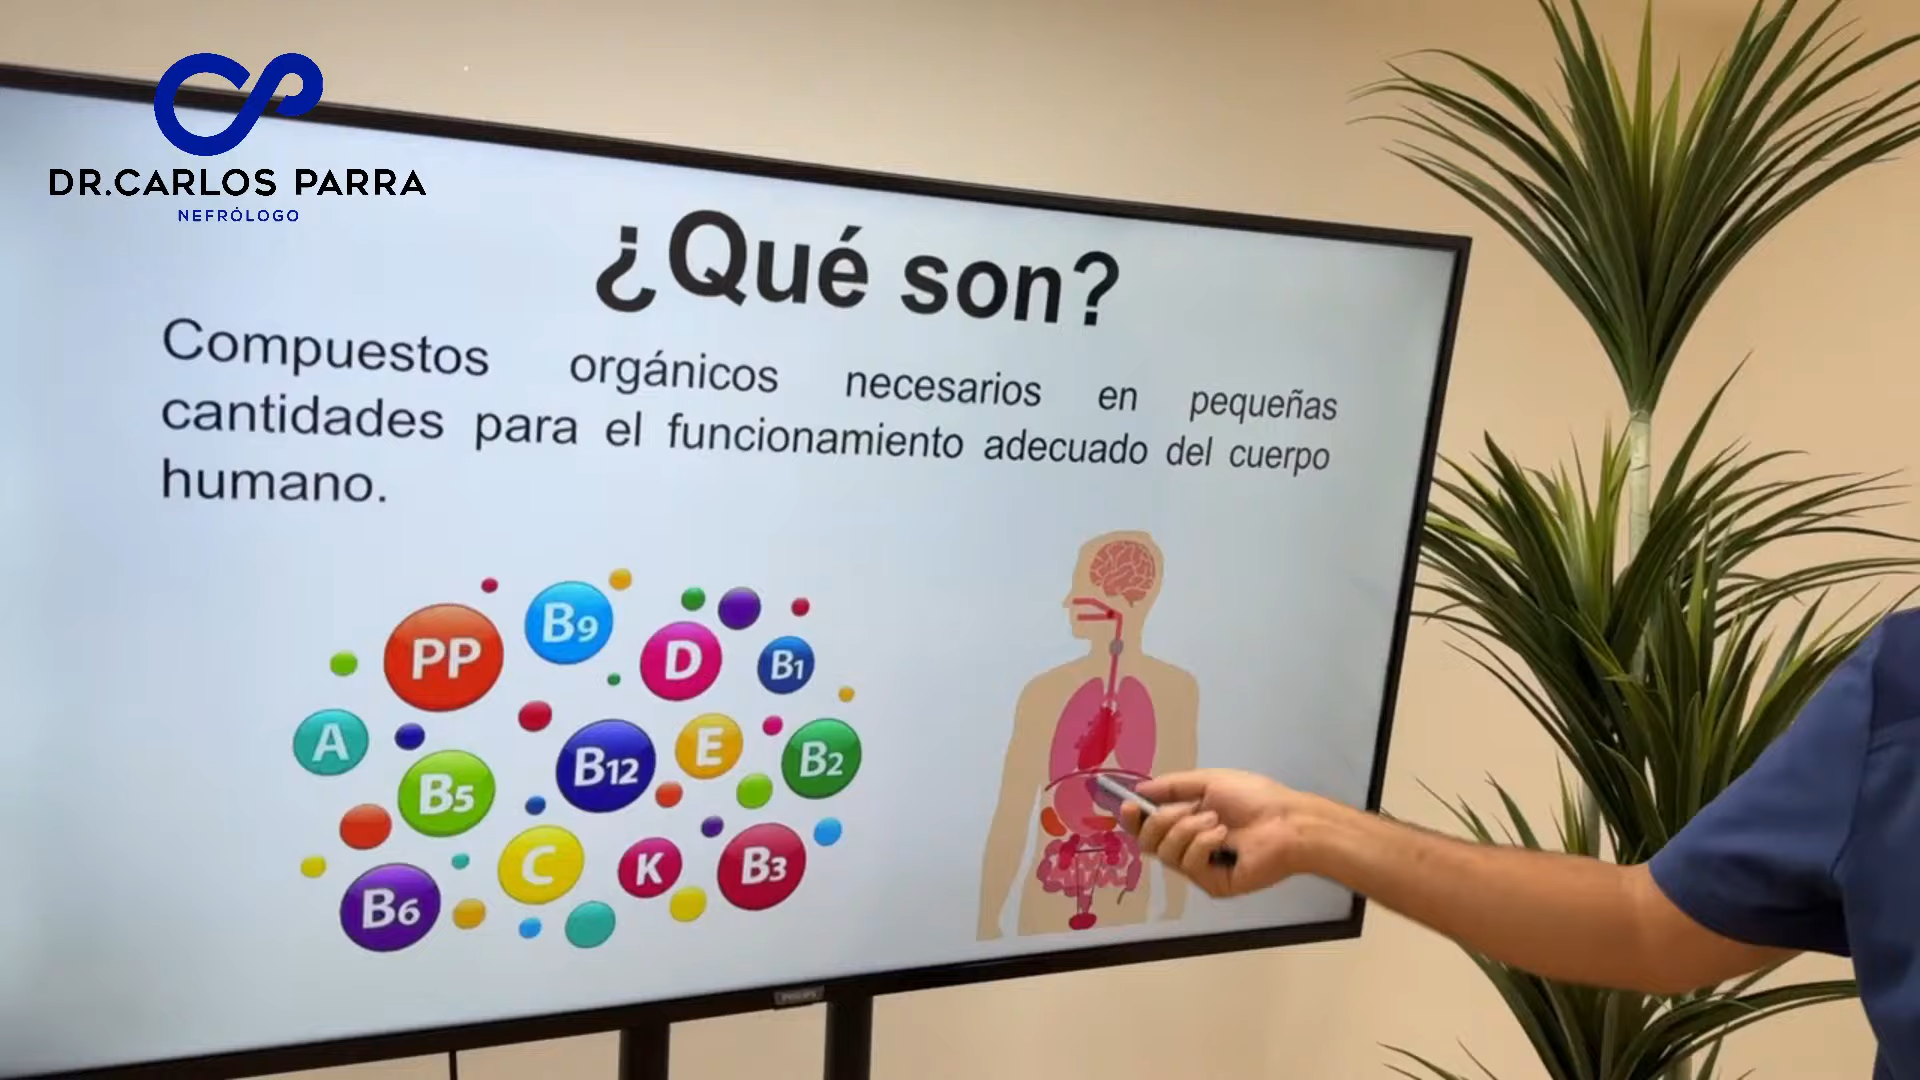 DR.CARLOS PARRA
NEFRÓLOGO
¿Qué son?
Compuestos orgánicos necesarios en pequeñas
cantidades para el funcionamiento adecuado del cuerpo
humano.
PP
B9
D
B1
A
B5
B12
E
B2
B6
C
K
B3
PHILIPS